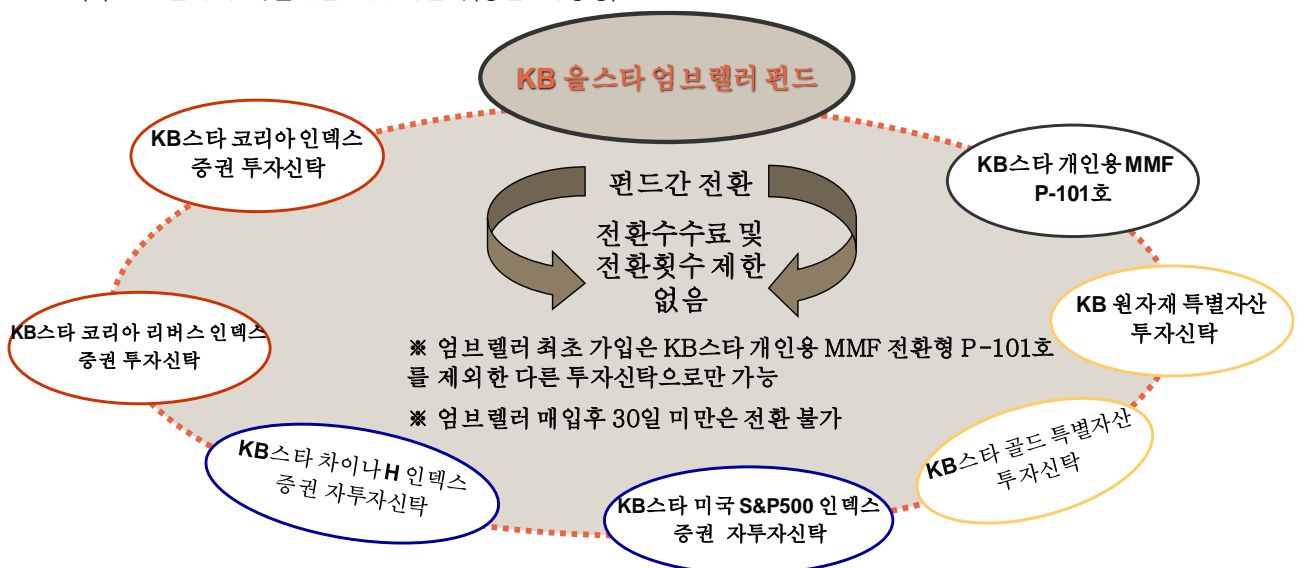 KB 올스타 엄브렐러 펀드
KB스타 코리아 인덱스
증권 투자신탁
KB스타 개인용 MMF
P-101호
펀드간 전환
전환수수료 및
전환횟수 제한
없음
KB 원자재 특별자산
투자신탁
KB스타 코리아 리버스 인덱스
증권 투자신탁
※ 엄브렐러 최초 가입은 KB스타 개인용 MMF 전환형 P-101호
를 제외한 다른 투자신탁으로만 가능
※ 엄브렐러 매입후 30일 미만은 전환 불가
KB스타 차이나 H 인덱스
증권 자투자신탁
KB스타 미국 S&P500 인덱스
증권 자투자신탁
KB스타 골드 특별자산
투자신탁